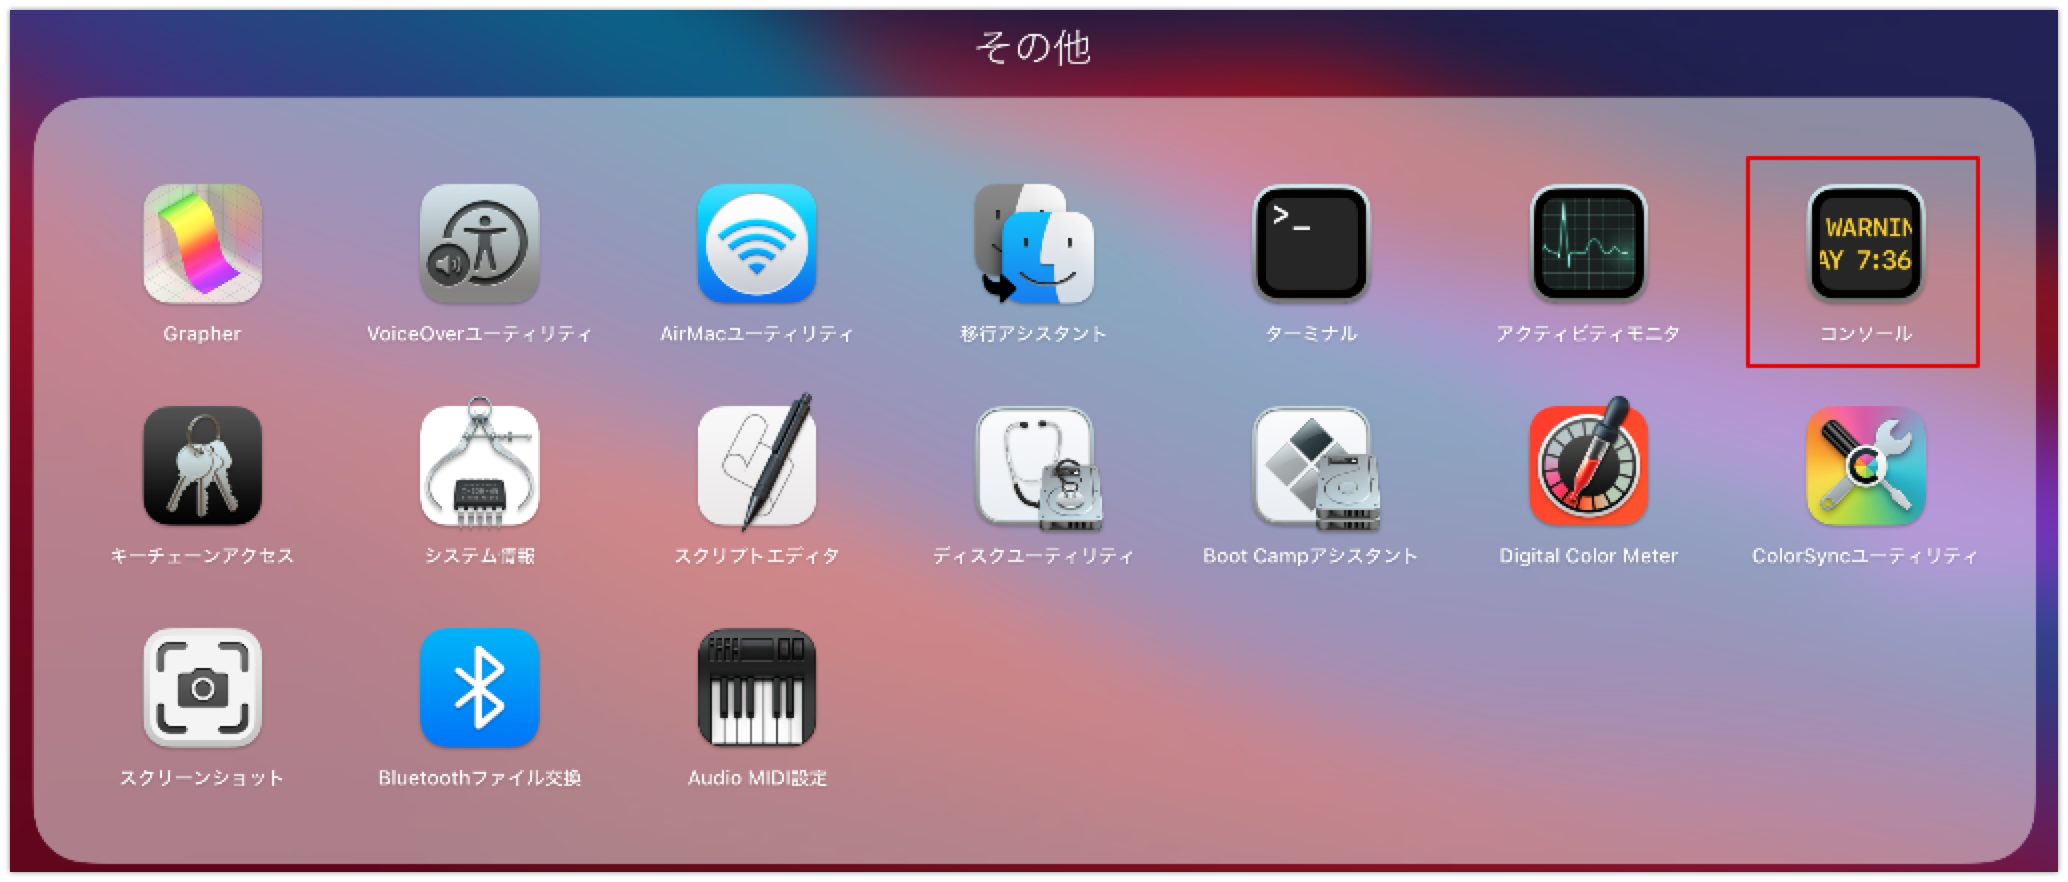 その他
>_
WARNIN
AY 7:36
Grapher
VoiceOverユーティリティ
AirMacユーティリティ
移行アシスタント
ターミナル
アクティビティモニタ
コンソール
キーチェーンアクセス
システム情報
スクリプトエディタ
ディスクユーティリティ
Boot Campアシスタント
Digital Color Meter
ColorSyncユーティリティ
スクリーンショット
Bluetoothファイル交換
Audio MIDI設定